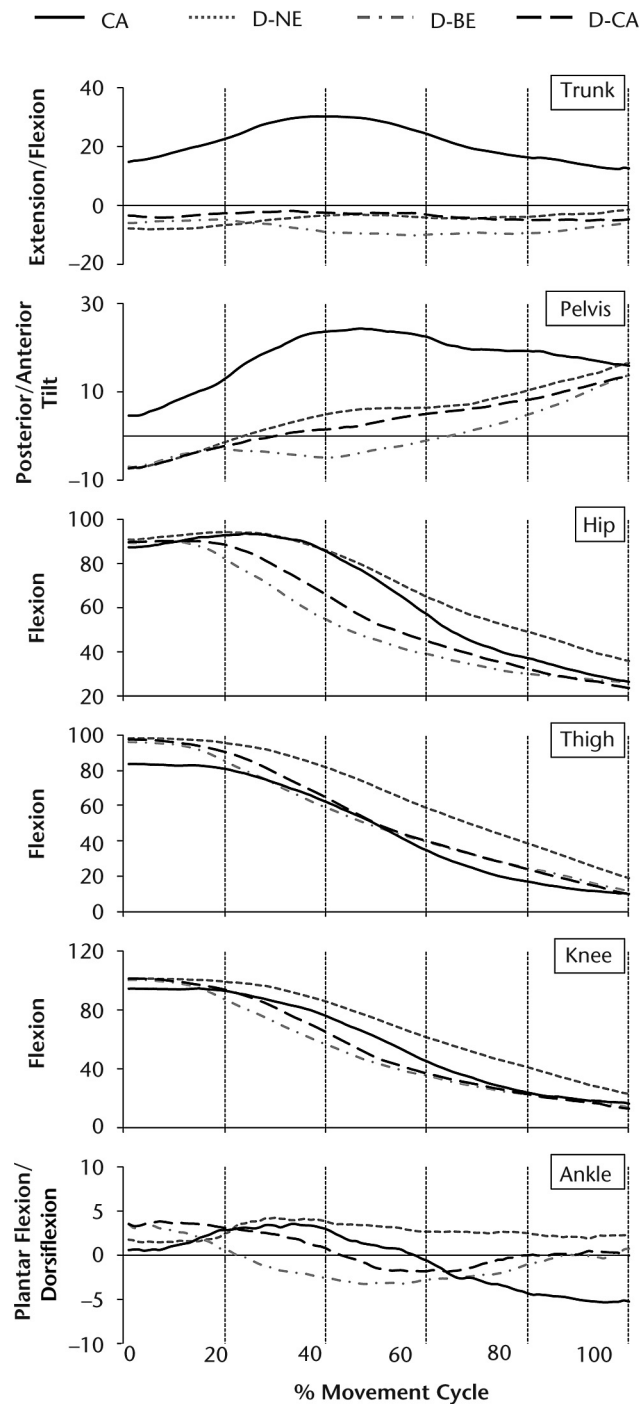 CA D-NE D-BE D-CA
Trunk
Extension/Flexion
40
20
0
−20
Pelvis
Posterior/Anterior
Tilt
30
10
−10
Hip
Flexion
100
80
60
40
20
Thigh
Flexion
100
80
60
40
20
0
Knee
Flexion
120
80
40
0
Ankle
Plantar Flexion/
Dorsiflexion
10
5
0
−5
−10
0 20 40 60 80 100
% Movement Cycle